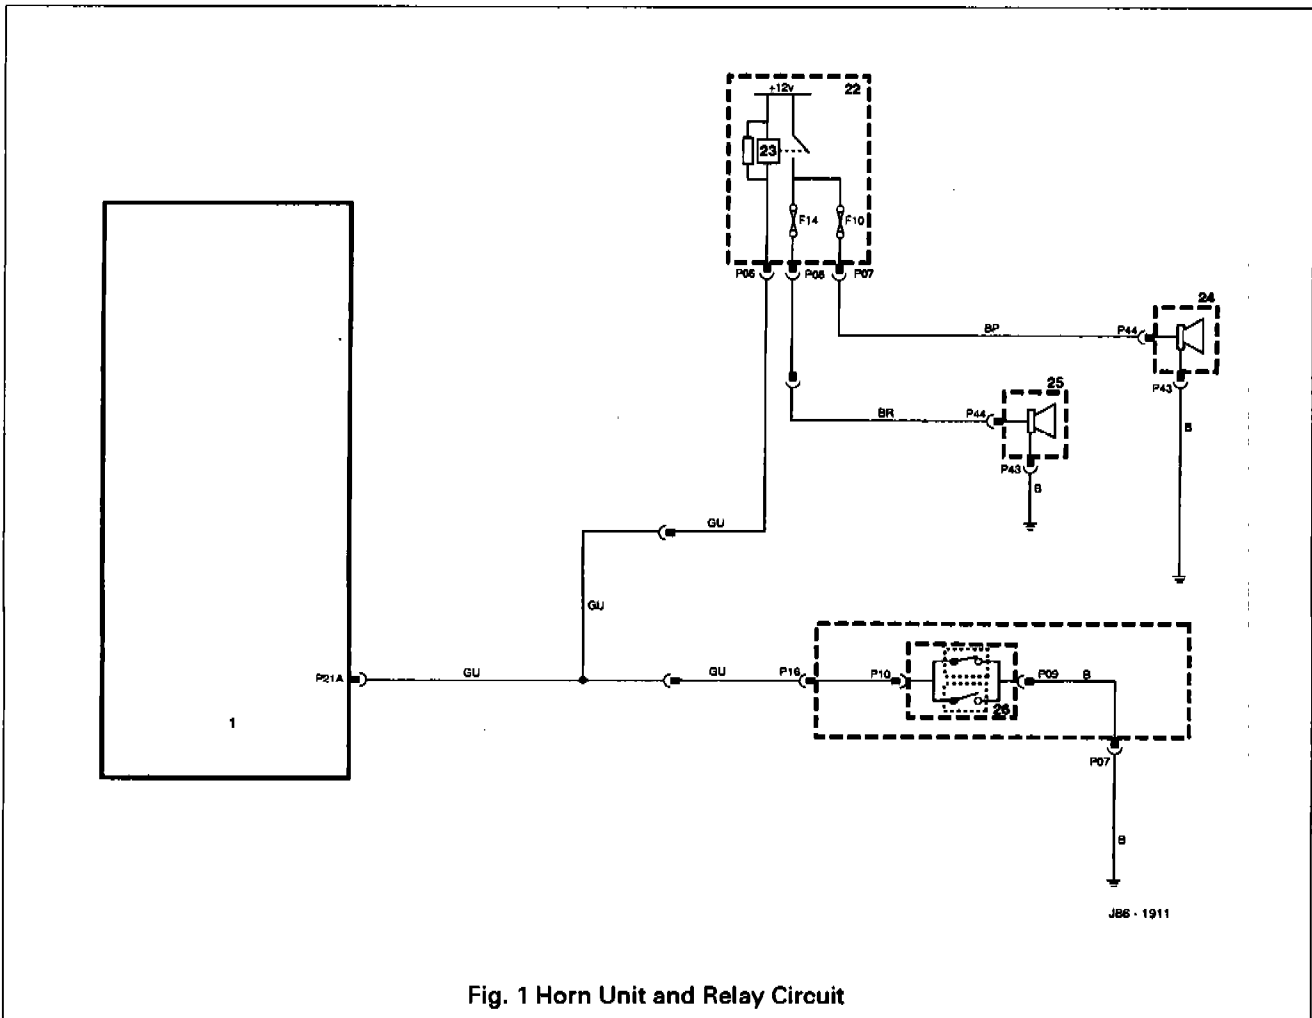 +12v
22
23
F14
F10
P06
P08
P07
24
BP
P44
P43
B
25
BR
P44
P43
B
GU
GU
P21A
GU
GU
P16
P10
26
P09
B
P07
B
1
J86 - 1911
Fig. 1 Horn Unit and Relay Circuit